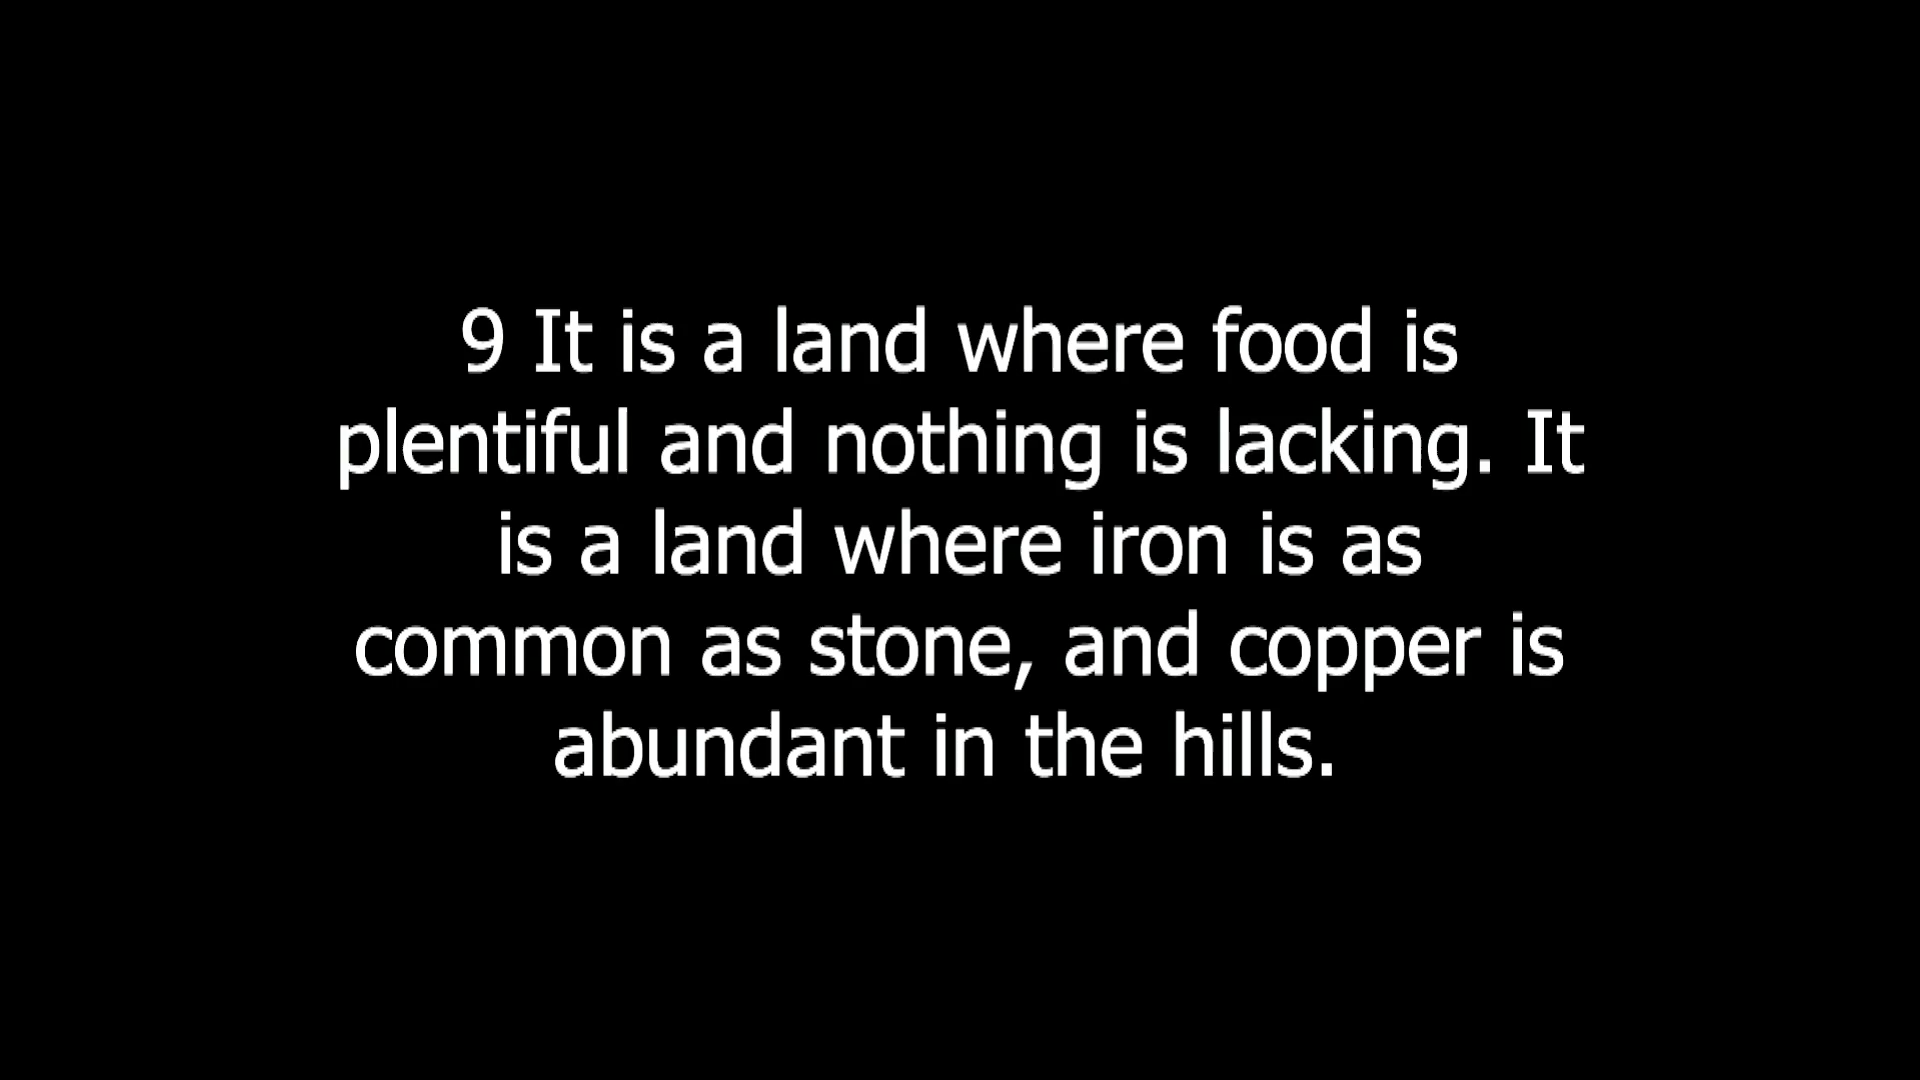 9 It is a land where food is
plentiful and nothing is lacking. It
is a land where iron is as
common as stone, and copper is
abundant in the hills.